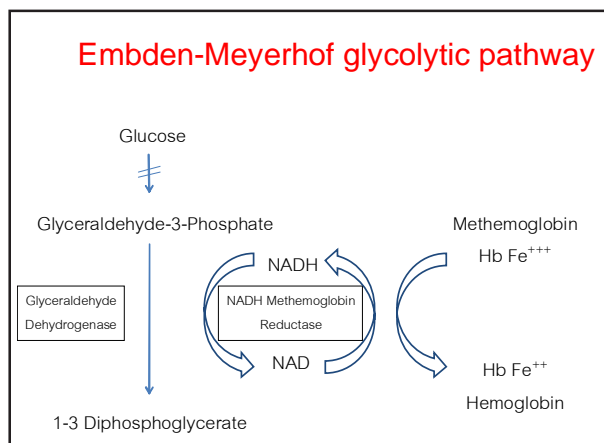 Embden-Meyerhof glycolytic pathway
Glucose
Glyceraldehyde-3-Phosphate
Methemoglobin
Hb Fe⁺⁺⁺
NADH
Glyceraldehyde
Dehydrogenase
NADH Methemoglobin
Reductase
NAD
Hb Fe⁺⁺
Hemoglobin
1-3 Diphosphoglycerate